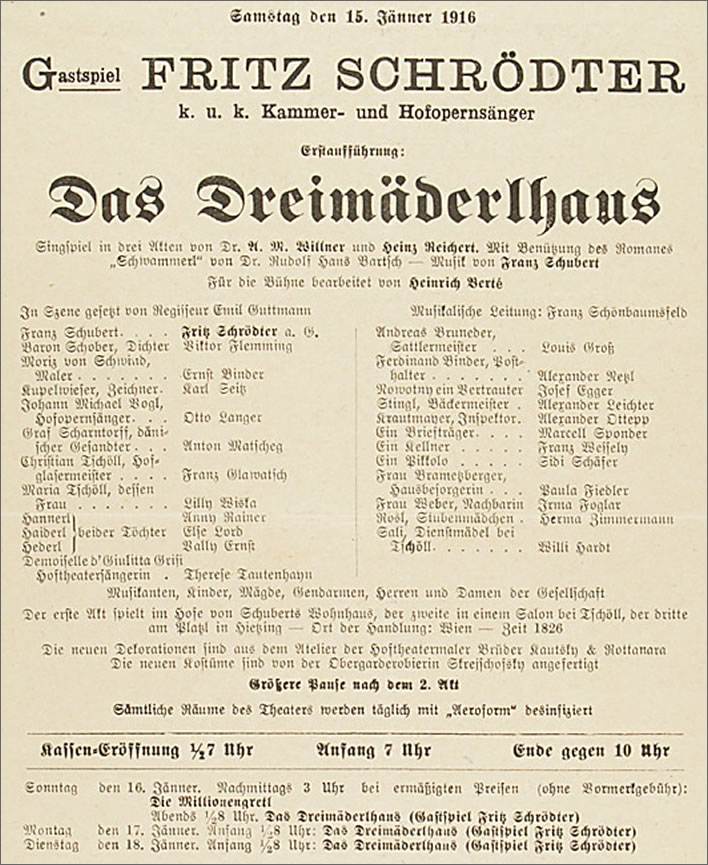 Samstag den 15. Jänner 1916
Gastspiel FRITZ SCHRÖDTER
k. u. k. Kammer- und Hofopernsänger
Erstaufführung:
Das Dreimäderlhaus
Singspiel in drei Akten von Dr. A. M. Willner und Heinz Reichert. Mit Benützung des Romanes
„Schwammerl" von Dr. Rudolf Hans Bartsch — Musik von Franz Schubert
Für die Bühne bearbeitet von Heinrich Berté
In Szene gesetzt von Regisseur Emil Guttmann
Franz Schubert. . . . Fritz Schrödter a. G.
Baron Schober, Dichter Viktor Flemming
Moriz von Schwind,
Maler . . . . . . . Ernst Binder
Kupelwieser, Zeichner. Karl Seitz
Johann Michael Vogl,
Hofopernsänger. . . Otto Langer
Graf Scharntorff, däni-
scher Gesandter . . . Anton Matscheg
Christian Tschöll, Hof-
glasermeister . . . . Franz Glawatsch
Maria Tschöll, dessen
Frau . . . . . . . Lilly Wiska
Hannerl Anny Rainer
Haiderl } beider Töchter Else Lord
Hederl Vally Ernst
Demoiselle d'Giulitta Grisi
Hoftheatersängerin . Therese Tautenhayn
Musikalische Leitung: Franz Schönbaumsfeld
Andreas Bruneder,
Sattlermeister . . . Louis Groß
Ferdinand Binder, Post-
halter . . . . . . . Alexander Netzl
Nowotny ein Vertrauter Josef Egger
Stingl, Bäckermeister . Alexander Leichter
Krautmayer, Inspektor. Alexander Ottepp
Ein Briefträger. . . . Marcell Sponder
Ein Kellner . . . . . Franz Wessely
Ein Pikkolo . . . . . Sidi Schäfer
Frau Brametzberger,
Hausbesorgerin . . . Paula Fiedler
Frau Weber, Nachbarin Irma Foglar
Rosl, Stubenmädchen . Herma Zimmermann
Sali, Dienstmädel bei
Tschöll. . . . . . . Willi Hardt
Musikanten, Kinder, Mägde, Gendarmen, Herren und Damen der Gesellschaft
Der erste Akt spielt im Hofe von Schuberts Wohnhaus, der zweite in einem Salon bei Tschöll, der dritte
am Platzl in Hietzing — Ort der Handlung: Wien — Zeit 1826
Die neuen Dekorationen sind aus dem Atelier der Hoftheatermaler Brüder Kautsky & Rottanara
Die neuen Kostüme sind von der Obergarderobierin Skrejschofsky angefertigt
Größere Pause nach dem 2. Akt
Sämtliche Räume des Theaters werden täglich mit „Aeroform" desinfiziert
Kassen-Eröffnung ½7 Uhr Anfang 7 Uhr Ende gegen 10 Uhr
Sonntag den 16. Jänner. Nachmittags 3 Uhr bei ermäßigten Preisen (ohne Vormerkgebühr):
Die Millionengretl
Abends ½8 Uhr. Das Dreimäderlhaus (Gastspiel Fritz Schrödter)
Montag den 17. Jänner. Anfang ½8 Uhr: Das Dreimäderlhaus (Gastspiel Fritz Schrödter)
Dienstag den 18. Jänner. Anfang ½8 Uhr: Das Dreimäderlhaus (Gastspiel Fritz Schrödter)